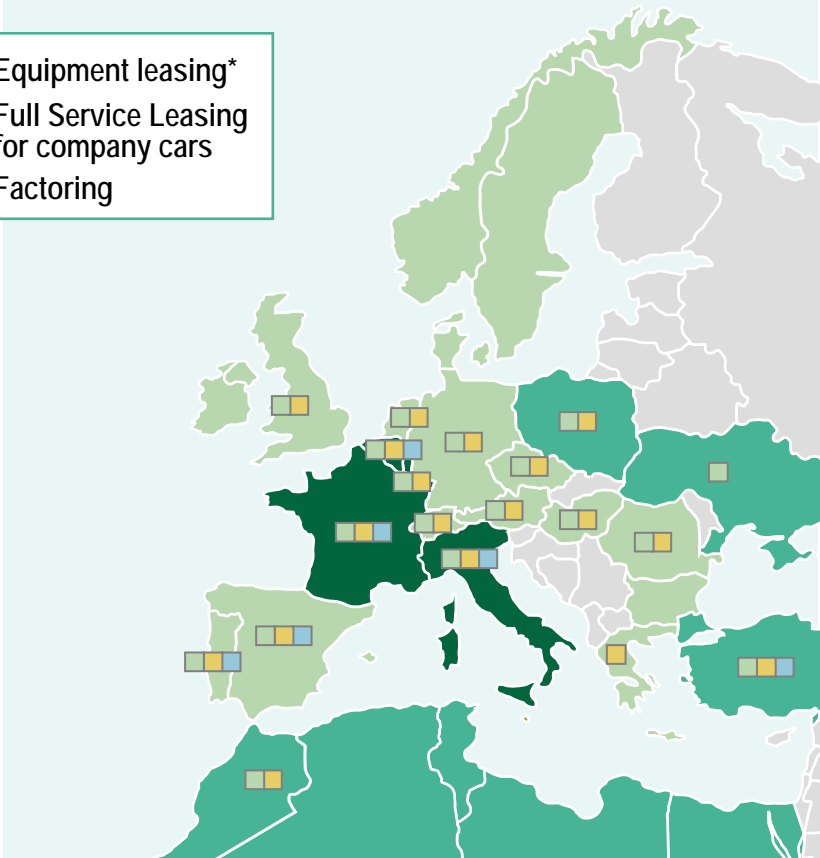 Equipment leasing*
Full Service Leasing
for company cars
Factoring